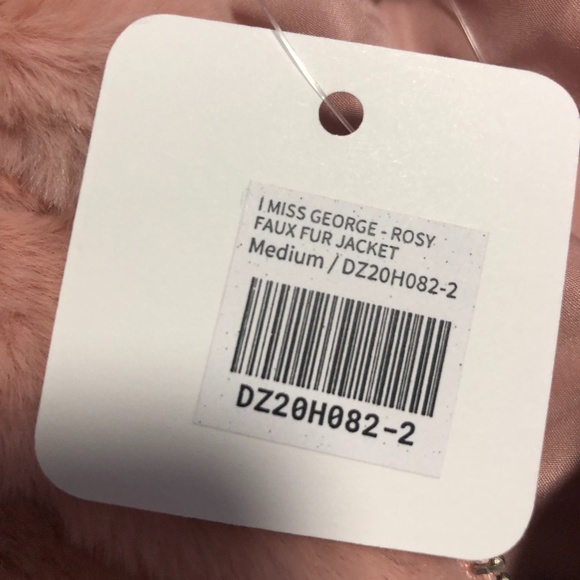 I MISS GEORGE - ROSY
FAUX FUR JACKET
Medium / DZ20H082-2
DZ20H082-2